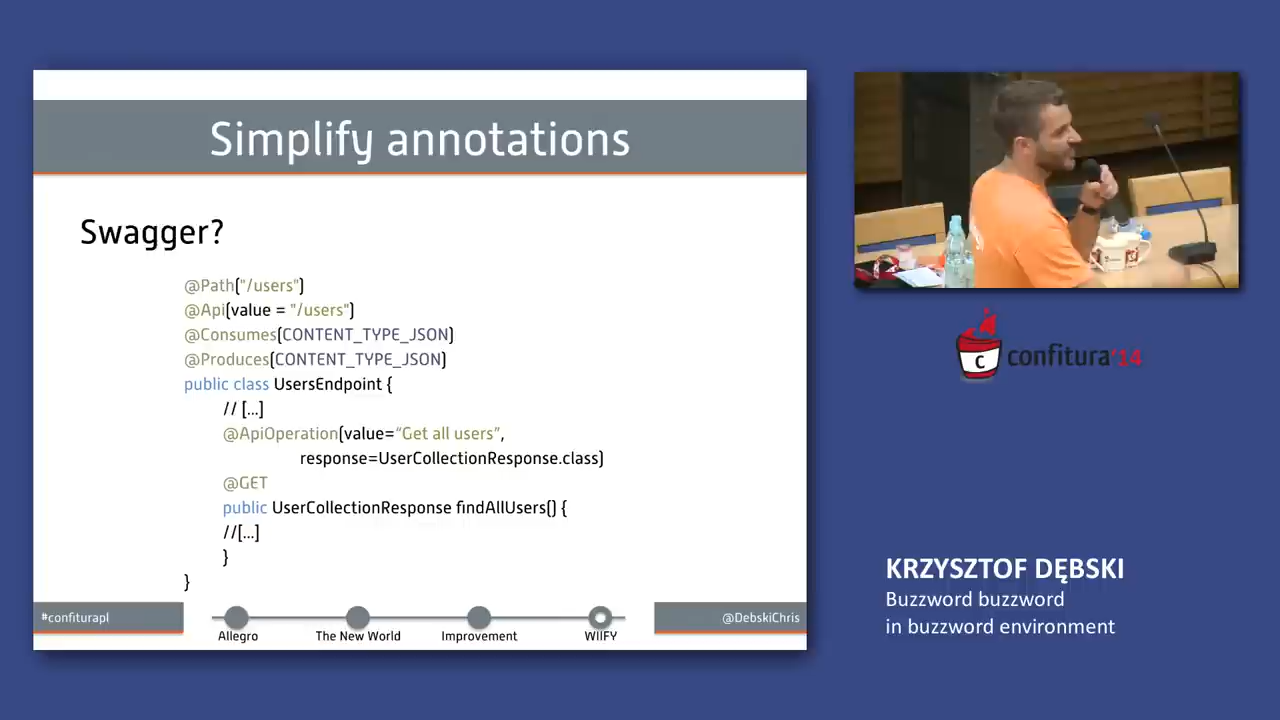 Simplify annotations
Swagger?
@Path("/users")
@Api(value = "/users")
@Consumes(CONTENT_TYPE_JSON)
@Produces(CONTENT_TYPE_JSON)
public class UsersEndpoint {
// [...]
@ApiOperation(value=“Get all users”,
response=UserCollectionResponse.class)
@GET
public UserCollectionResponse findAllUsers() {
//[...]
}
}
#confiturapl
Allegro
The New World
Improvement
WIIFY
@DebskiChris
C
confitura'14
KRZYSZTOF DĘBSKI
Buzzword buzzword
in buzzword environment